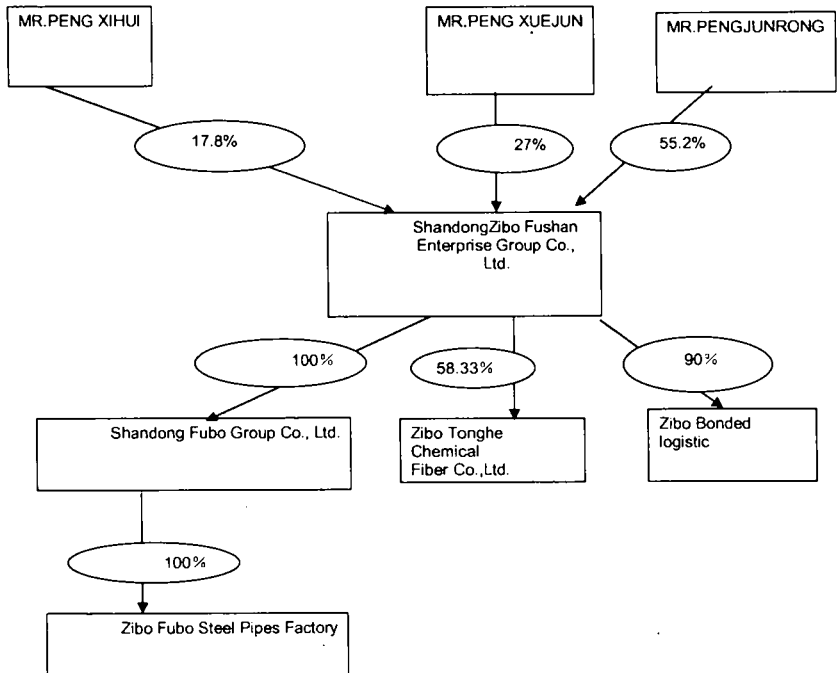 MR.PENG XIHUI
MR.PENG XUEJUN
MR.PENGJUNRONG
17.8%
27%
55.2%
ShandongZibo Fushan
Enterprise Group Co.,
Ltd.
100%
58.33%
90%
Shandong Fubo Group Co., Ltd.
Zibo Tonghe
Chemical
Fiber Co.,Ltd.
Zibo Bonded
logistic
100%
Zibo Fubo Steel Pipes Factory